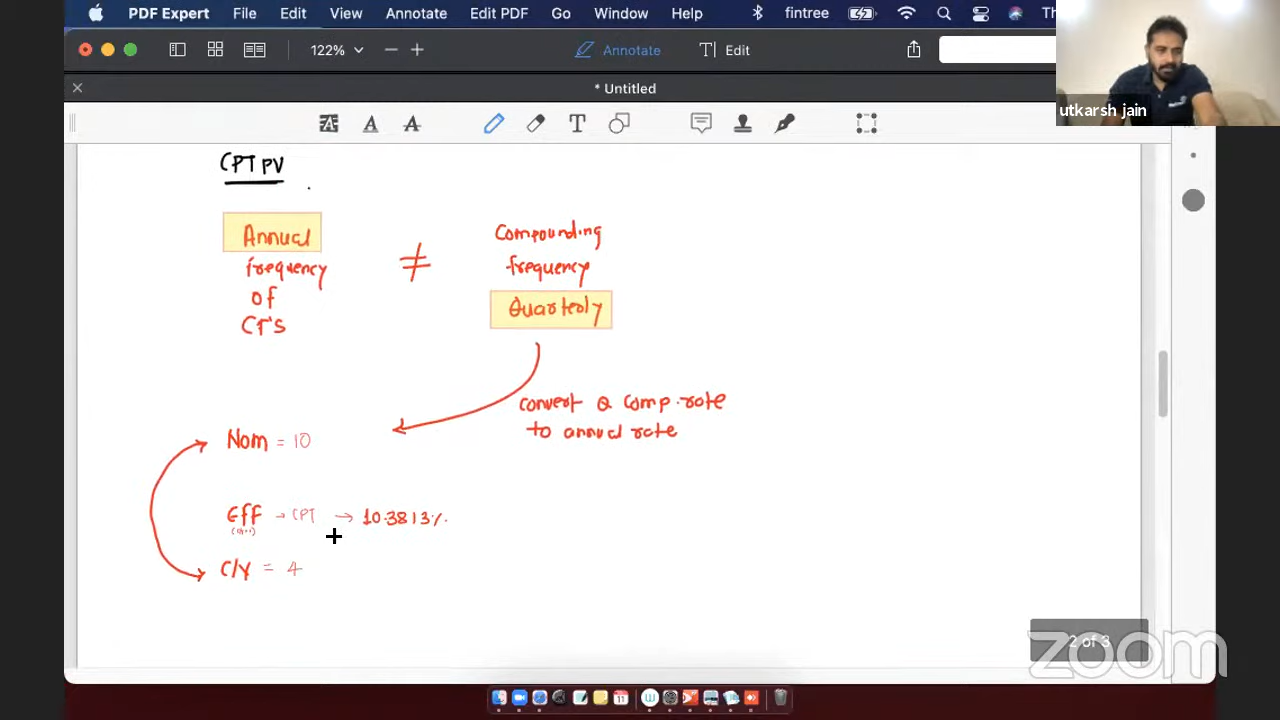 PDF Expert File Edit View Annotate Edit PDF Go Window Help fintree Th
122% Annotate Edit
* Untitled
utkarsh jain
CPT PV
Annual
frequency
of
CF's
≠
Compounding
frequency
Quarterly
convert Q comp. rate
to annual rate
Nom = 10
Eff - CPT → 10.3813%
C/Y = 4
2 of 3
zoom